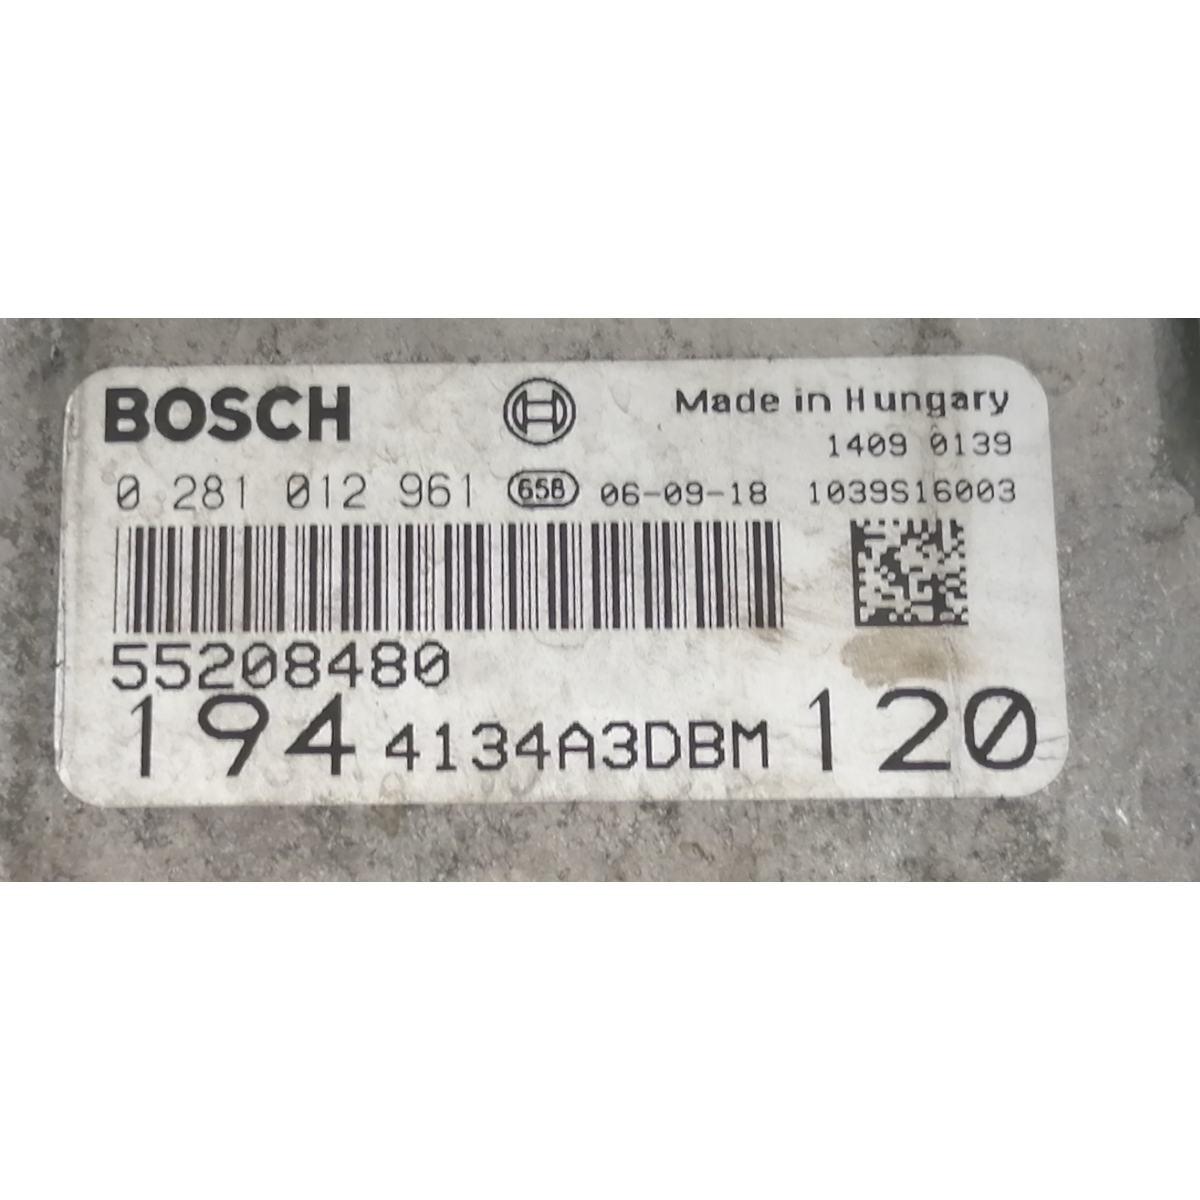 BOSCH Made in Hungary
1409 0139
0 281 012 961 658 06-09-18 1039S16003
55208480
194 4134A3DBM 120